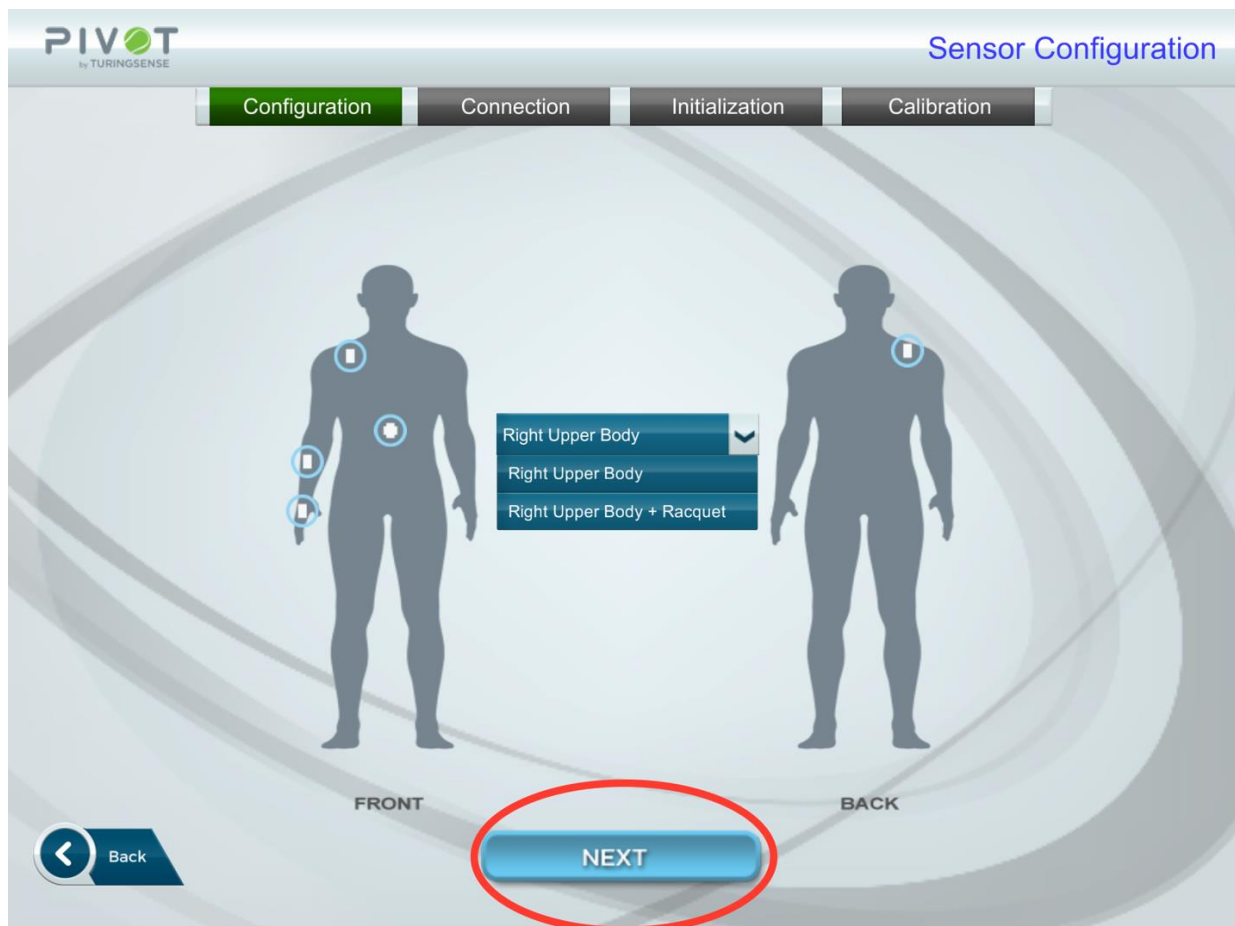 PIVOT
by TURINGSENSE
Sensor Configuration
Configuration Connection Initialization Calibration
Right Upper Body
Right Upper Body
Right Upper Body + Racquet
FRONT BACK
Back
NEXT